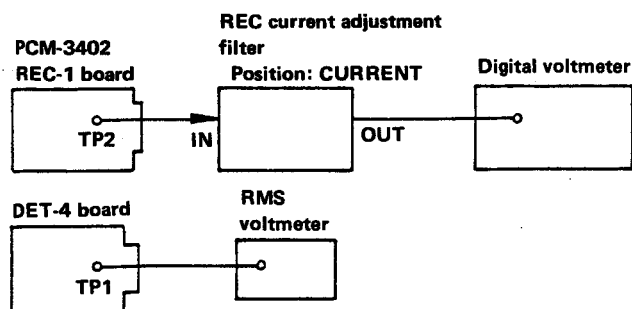 REC current adjustment
filter
Position: CURRENT
PCM-3402
REC-1 board
Digital voltmeter
TP2
IN
OUT
DET-4 board
RMS
voltmeter
TP1